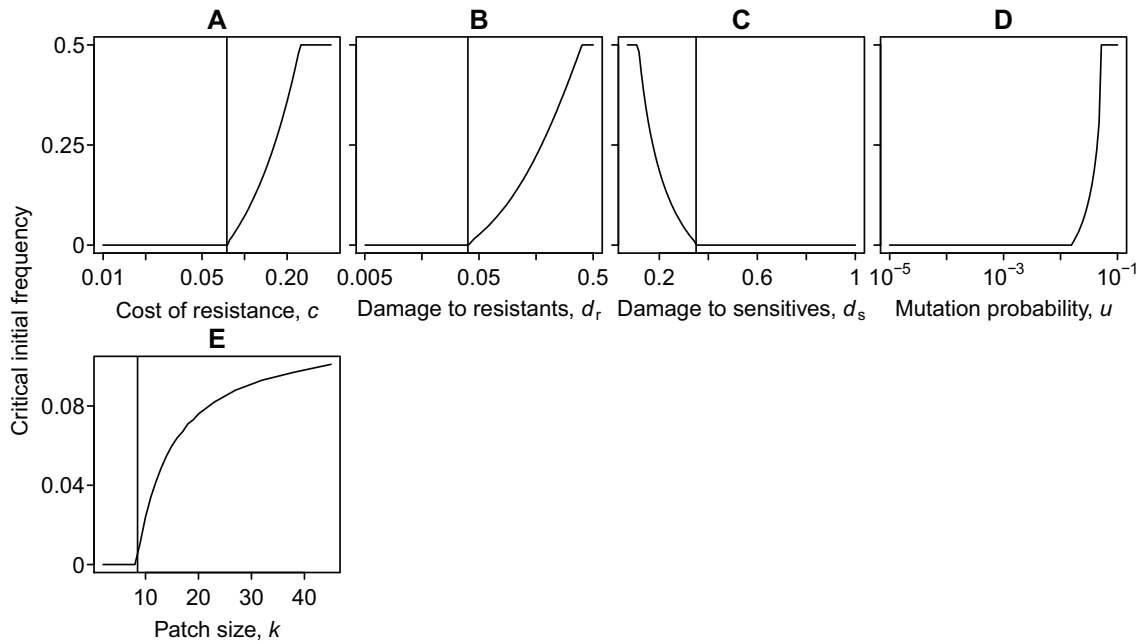 A B C D
0.5
0.25
0
0.01 0.05 0.20 0.005 0.05 0.5 0.2 0.6 1 10−5 10−3 10−1
Cost of resistance, c Damage to resistants, dr Damage to sensitives, ds Mutation probability, u
Critical initial frequency
E
0.08
0.04
0
10 20 30 40
Patch size, k